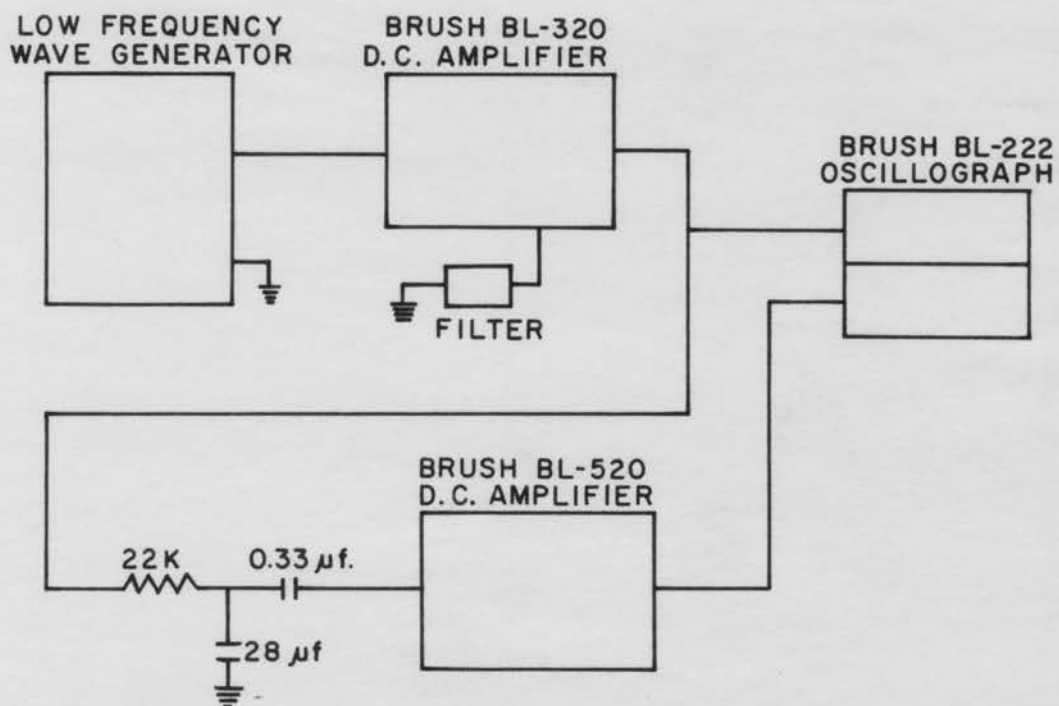 LOW FREQUENCY
WAVE GENERATOR
BRUSH BL-320
D.C. AMPLIFIER
BRUSH BL-222
OSCILLOGRAPH
FILTER
BRUSH BL-520
D.C. AMPLIFIER
22K
0.33 µf.
28 µf